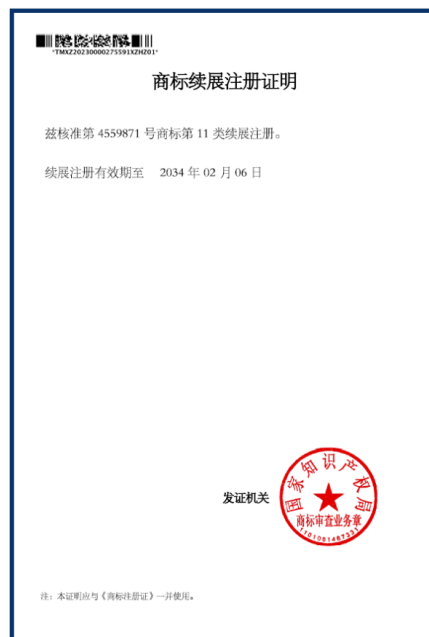 *TMXZ20230000275591XZHZ01*
商标续展注册证明
兹核准第 4559871 号商标第 11 类续展注册。
续展注册有效期至 2034 年 02 月 06 日
发证机关
国家知识产权局
商标审查业务章
1101081467331
注：本证明应与《商标注册证》一并使用。